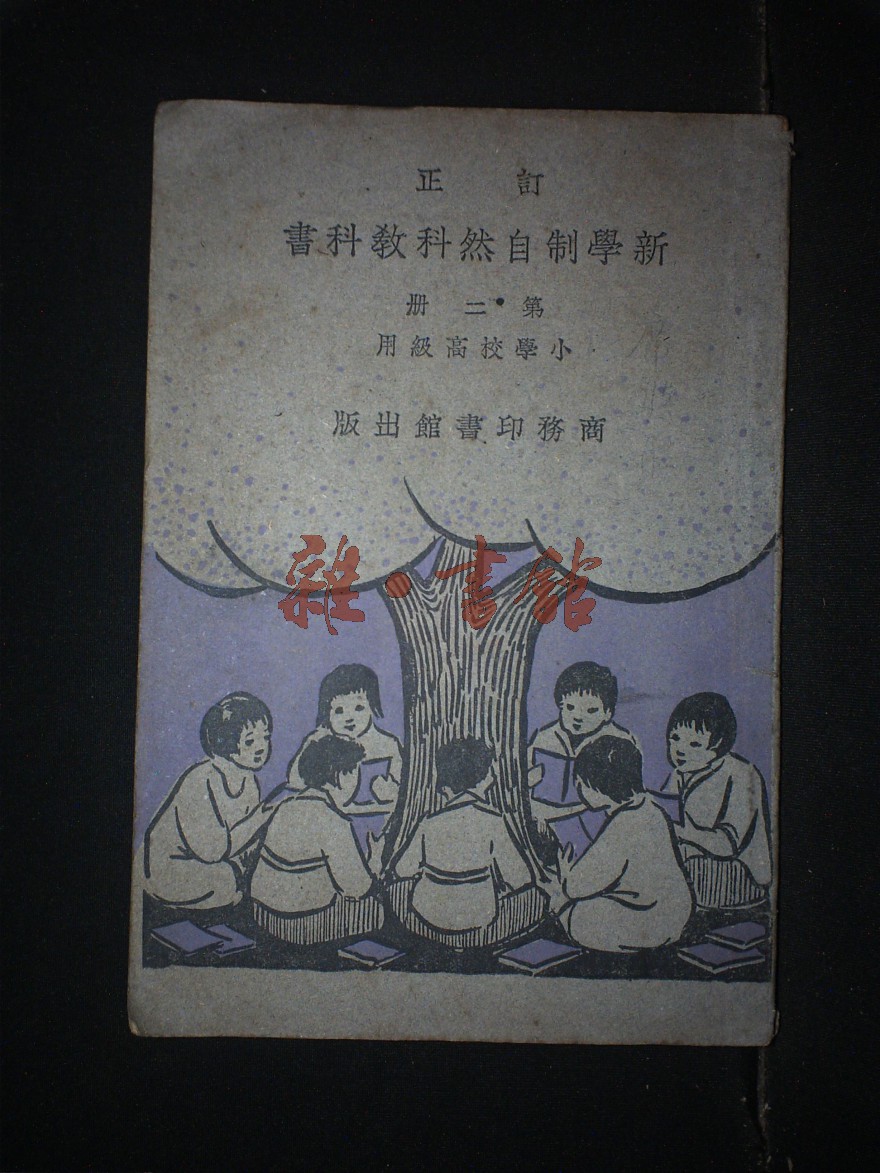 訂正
新學制自然科教科書
第二册
小學校高級用
商務印書館出版
雜·書館